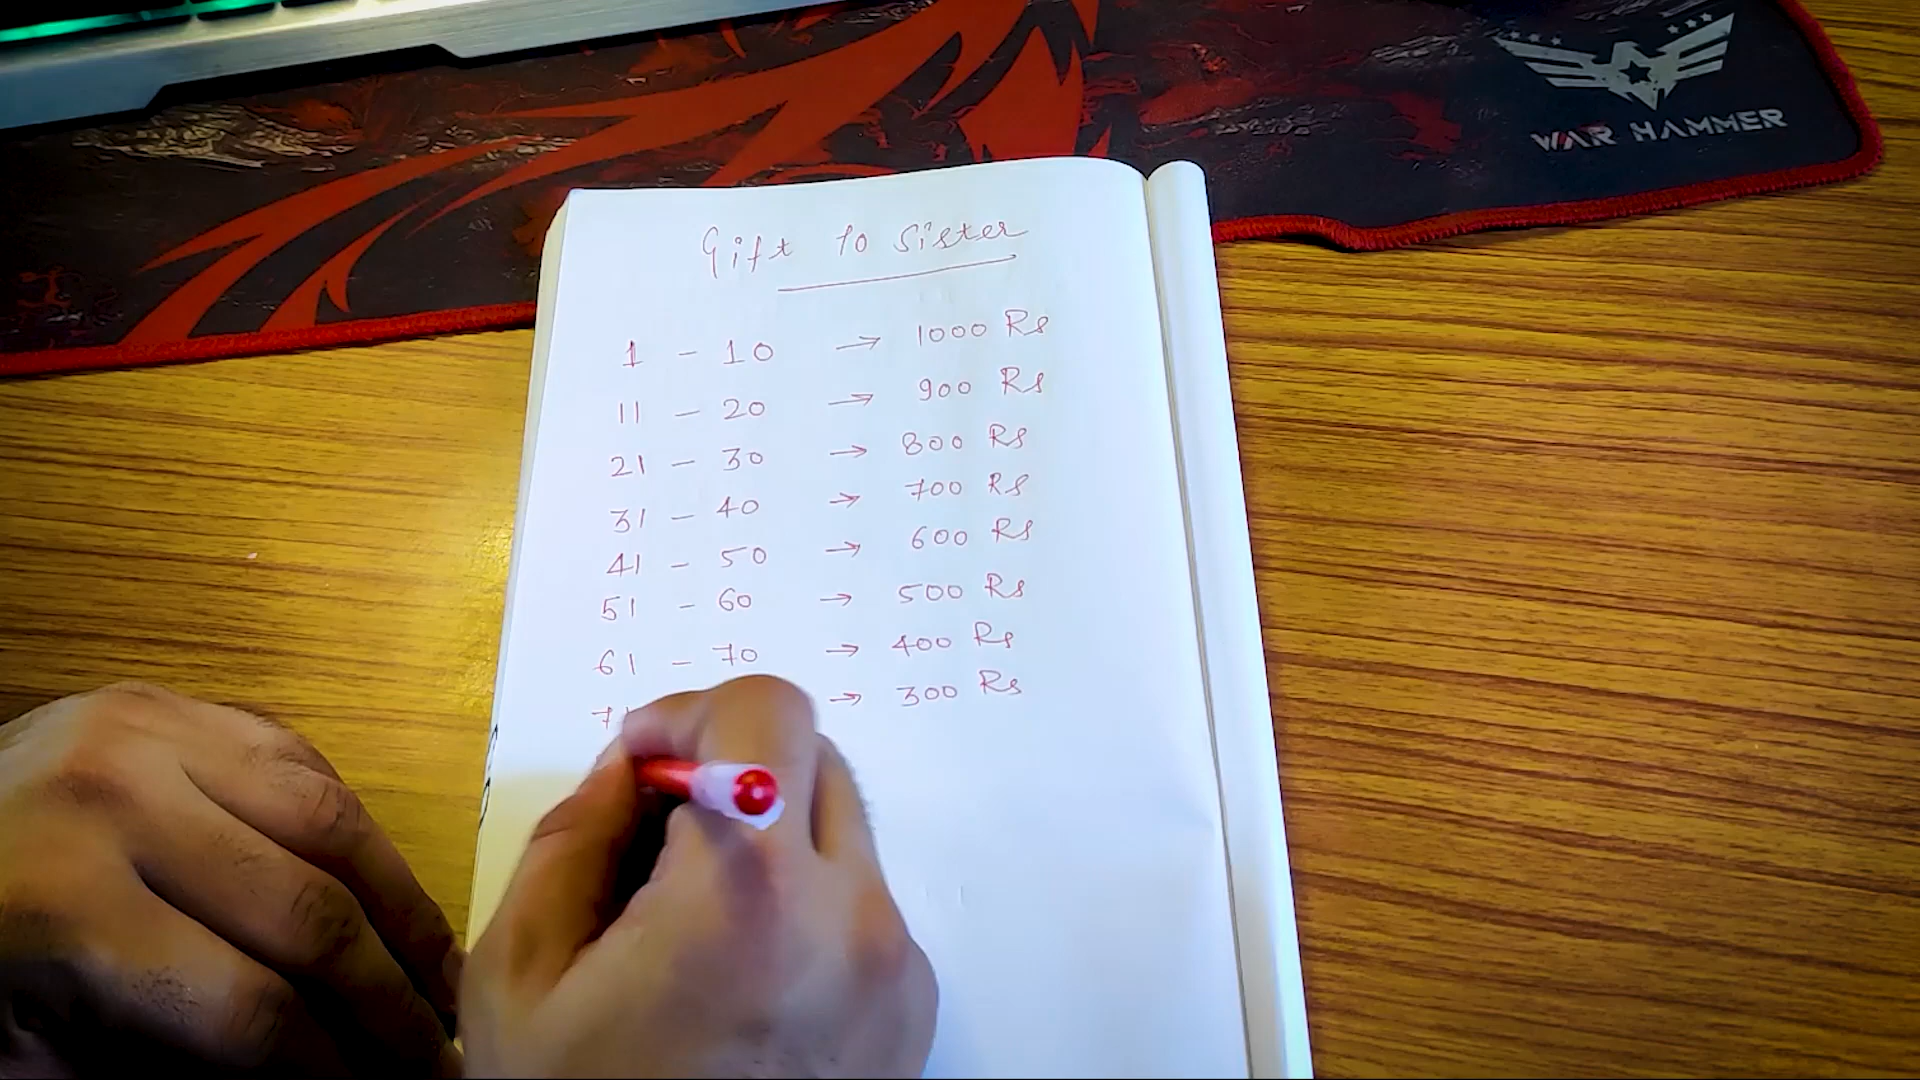 WAR HAMMER
Gift to Sister
1 - 10 → 1000 Rs
11 - 20 → 900 Rs
21 - 30 → 800 Rs
31 - 40 → 700 Rs
41 - 50 → 600 Rs
51 - 60 → 500 Rs
61 - 70 → 400 Rs
→ 300 Rs